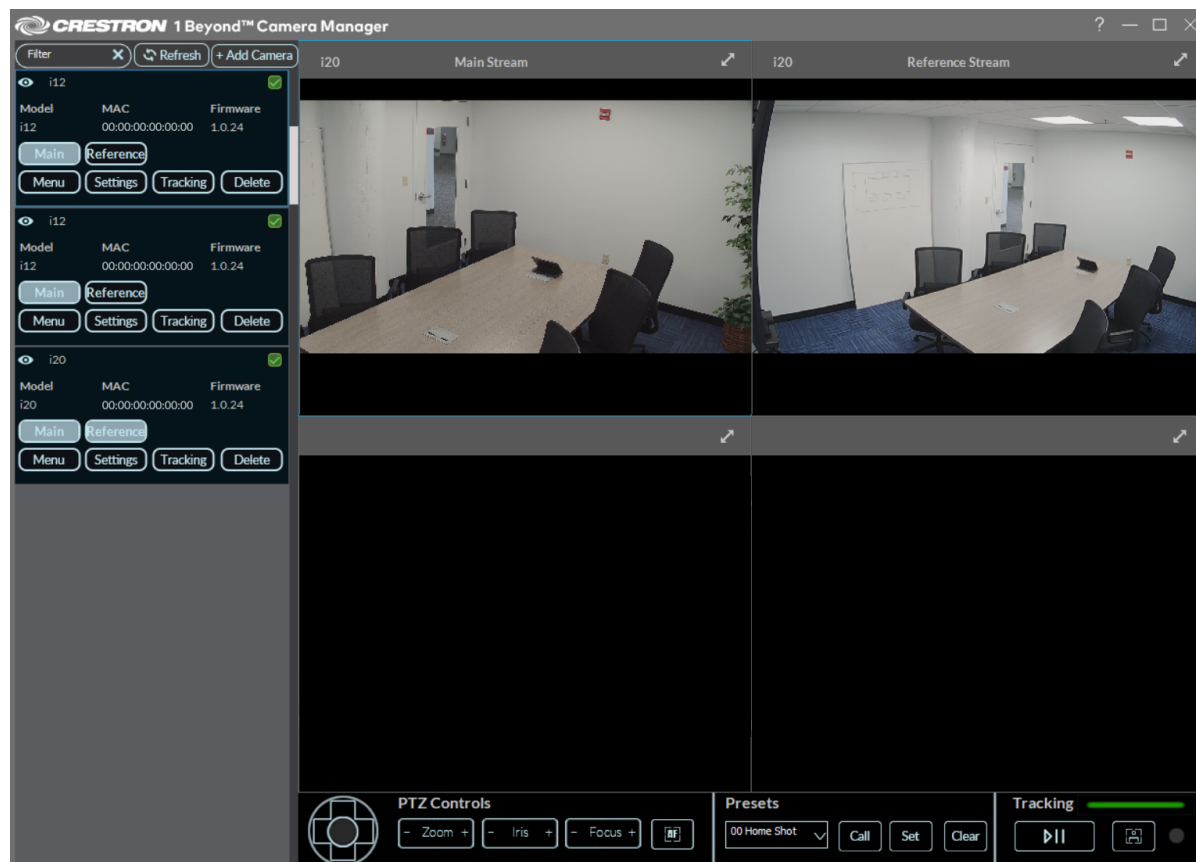 CRESTRON 1 Beyond™ Camera Manager ?
Filter Refresh + Add Camera
i12
Model MAC Firmware
i12 00:00:00:00:00:00 1.0.24
Main Reference
Menu Settings Tracking Delete
i12
Model MAC Firmware
i12 00:00:00:00:00:00 1.0.24
Main Reference
Menu Settings Tracking Delete
i20
Model MAC Firmware
i20 00:00:00:00:00:00 1.0.24
Main Reference
Menu Settings Tracking Delete
i20 Main Stream
i20 Reference Stream
PTZ Controls
- Zoom + - Iris + - Focus + AF
Presets
00 Home Shot Call Set Clear
Tracking